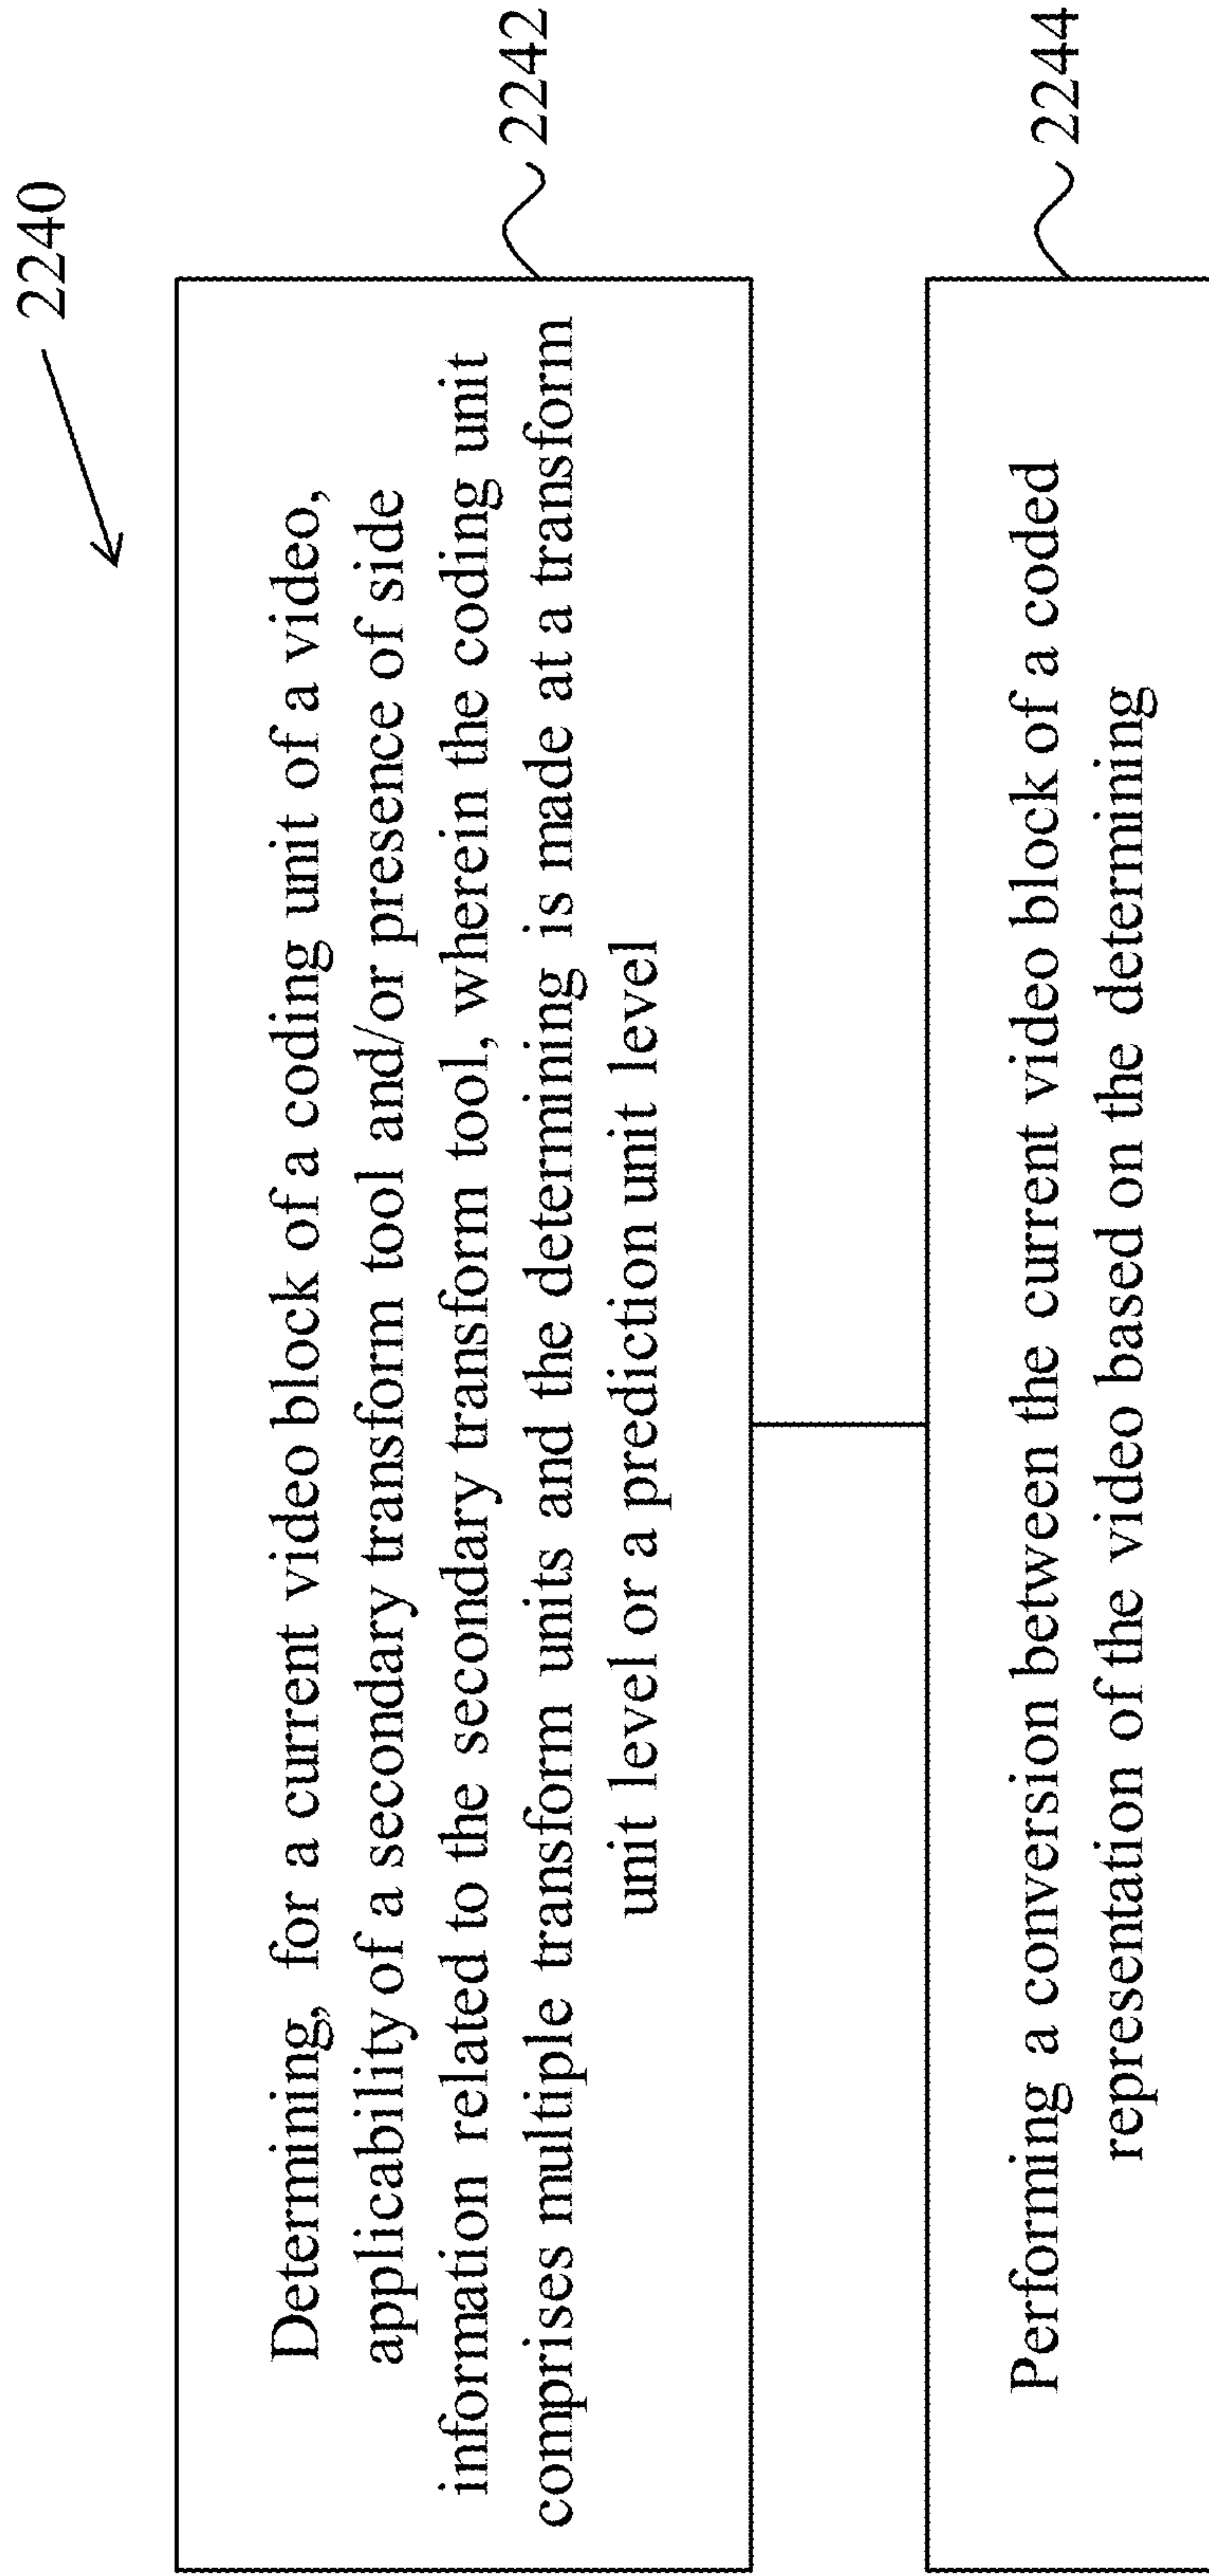 2240
Determining, for a current video block of a coding unit of a video,
applicability of a secondary transform tool and/or presence of side
information related to the secondary transform tool, wherein the coding unit
comprises multiple transform units and the determining is made at a transform
unit level or a prediction unit level
2242
Performing a conversion between the current video block of a coded
representation of the video based on the determining
2244